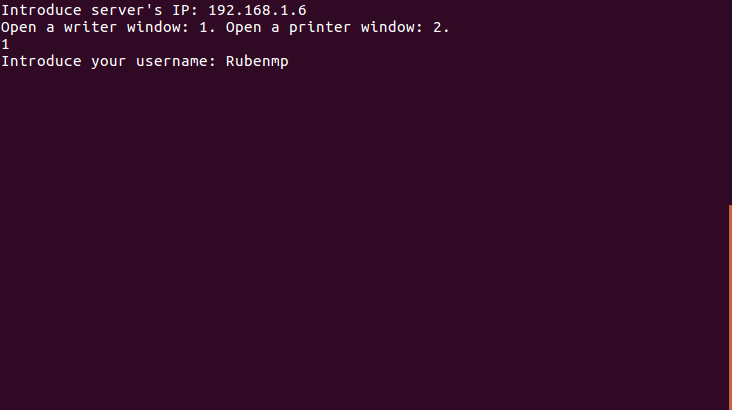 Introduce server's IP: 192.168.1.6
Open a writer window: 1. Open a printer window: 2.
1
Introduce your username: Rubenmp